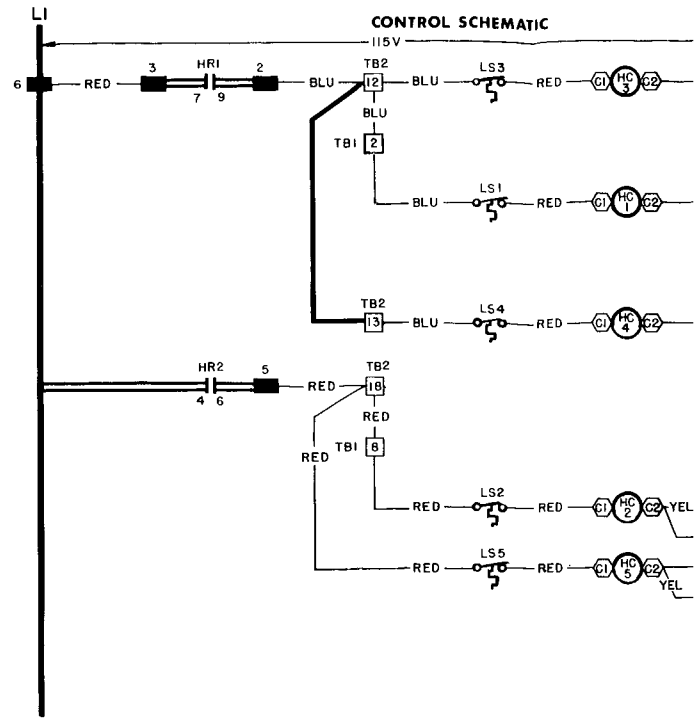 L1
CONTROL SCHEMATIC
115V
6 RED 3 HR1 2 BLU TB2 12 BLU LS3 RED C1 HC 3 C2
7 9
BLU
TB1 2
BLU LS1 RED C1 HC 1 C2
TB2
13 BLU LS4 RED C1 HC 4 C2
HR2 5 RED TB2 18
4 6
RED
RED
TB1 8
RED LS2 RED C1 HC 2 C2 YEL
RED LS5 RED C1 HC 5 C2
YEL